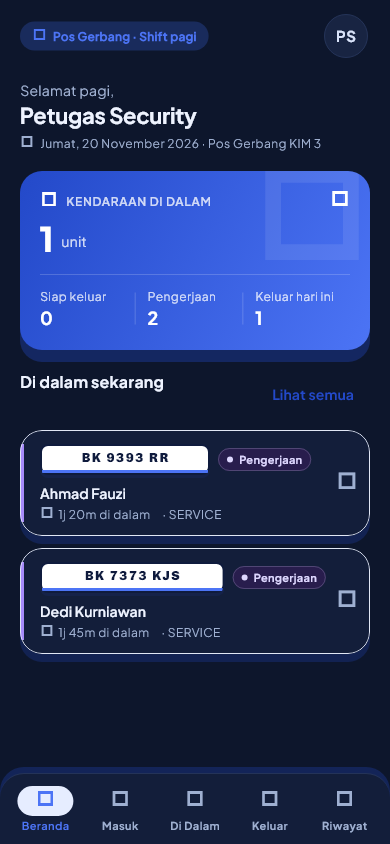 Pos Gerbang · Shift pagi
PS
Selamat pagi,
Petugas Security
Jumat, 20 November 2026 · Pos Gerbang KIM 3
KENDARAAN DI DALAM
1 unit
Siap keluar
0
Pengerjaan
2
Keluar hari ini
1
Di dalam sekarang
Lihat semua
BK 9393 RR
Pengerjaan
Ahmad Fauzi
1j 20m di dalam · SERVICE
BK 7373 KJS
Pengerjaan
Dedi Kurniawan
1j 45m di dalam · SERVICE
Beranda
Masuk
Di Dalam
Keluar
Riwayat